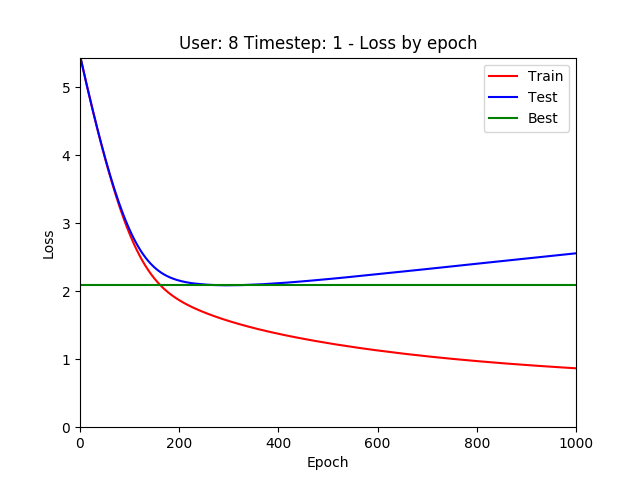 User: 8 Timestep: 1 - Loss by epoch
Train
Test
Best
5
4
3
2
1
0
Loss
0 200 400 600 800 1000
Epoch